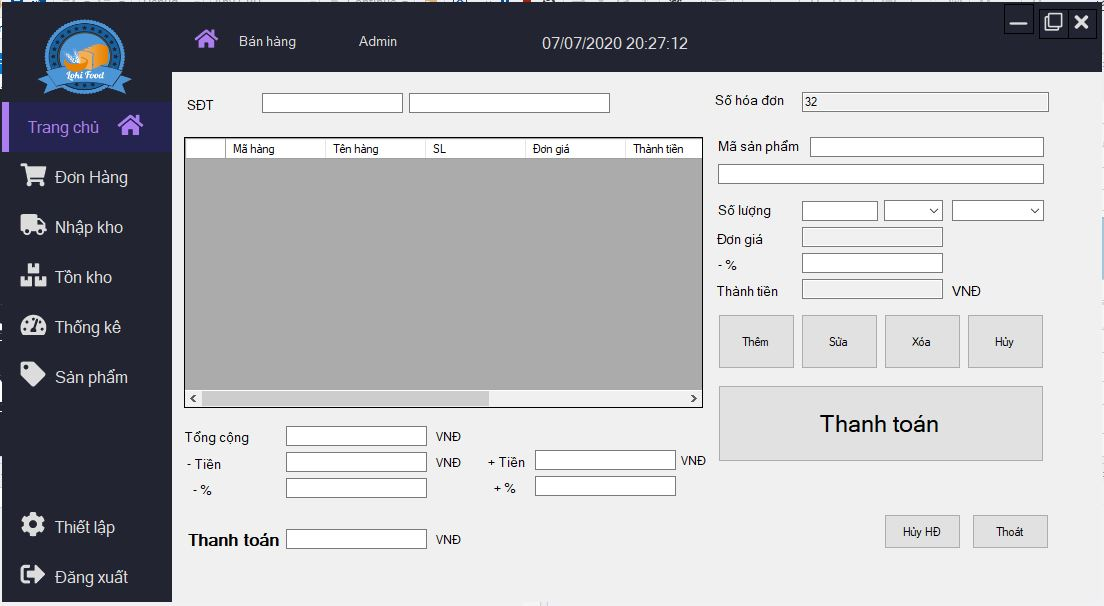 Loki Food
Bán hàng
Admin
07/07/2020 20:27:12
Trang chủ
Đơn Hàng
Nhập kho
Tồn kho
Thống kê
Sản phẩm
Thiết lập
Đăng xuất
SĐT
Mã hàng Tên hàng SL Đơn giá Thành tiền
Tổng cộng VNĐ
- Tiền VNĐ + Tiền VNĐ
- % + %
Thanh toán VNĐ
Số hóa đơn 32
Mã sản phẩm
Số lượng
Đơn giá
- %
Thành tiền VNĐ
Thêm Sửa Xóa Hủy
Thanh toán
Hủy HĐ Thoát